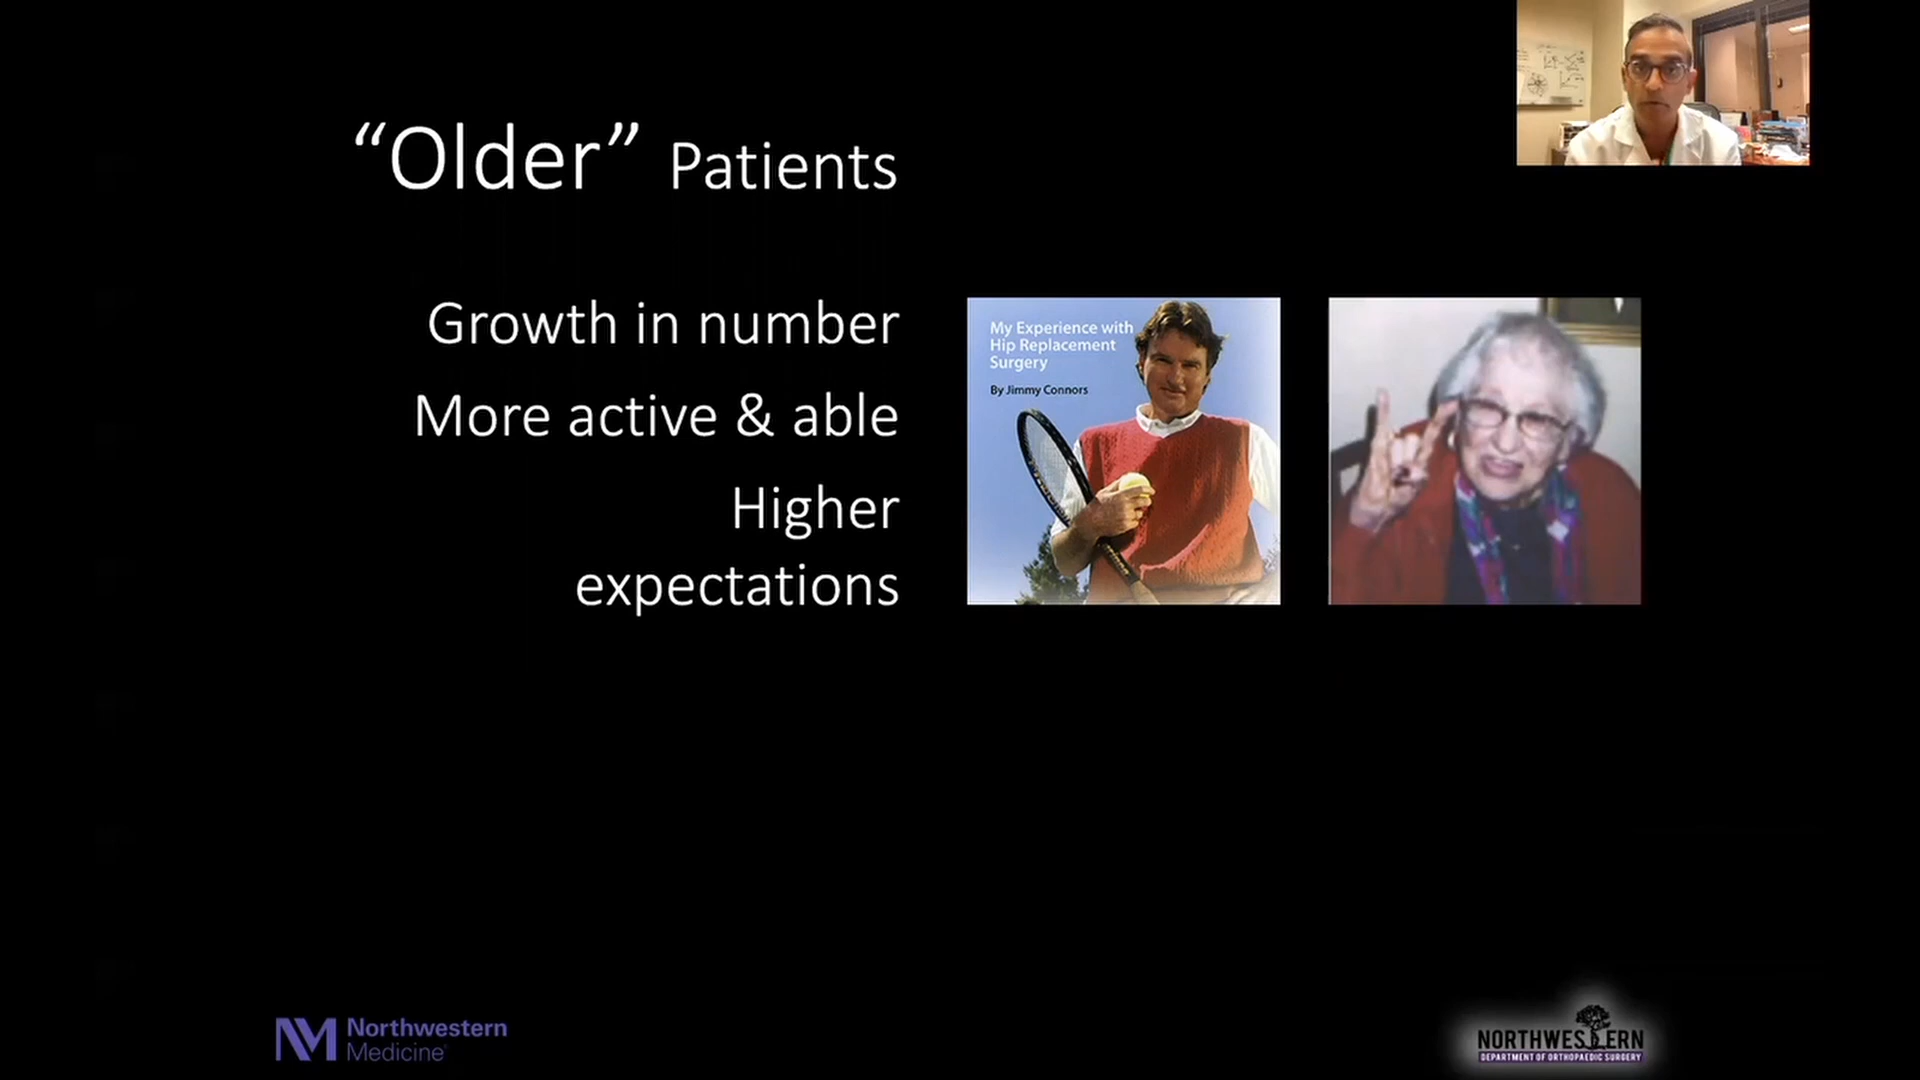 “Older” Patients
Growth in number
More active & able
Higher
expectations
My Experience with
Hip Replacement
Surgery
By Jimmy Connors
Northwestern
Medicine
NORTHWESTERN
DEPARTMENT OF ORTHOPAEDIC SURGERY